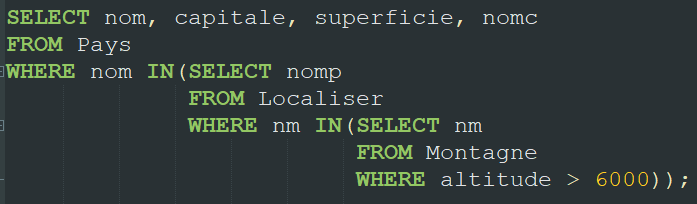 SELECT nom, capitale, superficie, nomc
FROM Pays
WHERE nom IN(SELECT nomp
FROM Localiser
WHERE nm IN(SELECT nm
FROM Montagne
WHERE altitude > 6000));